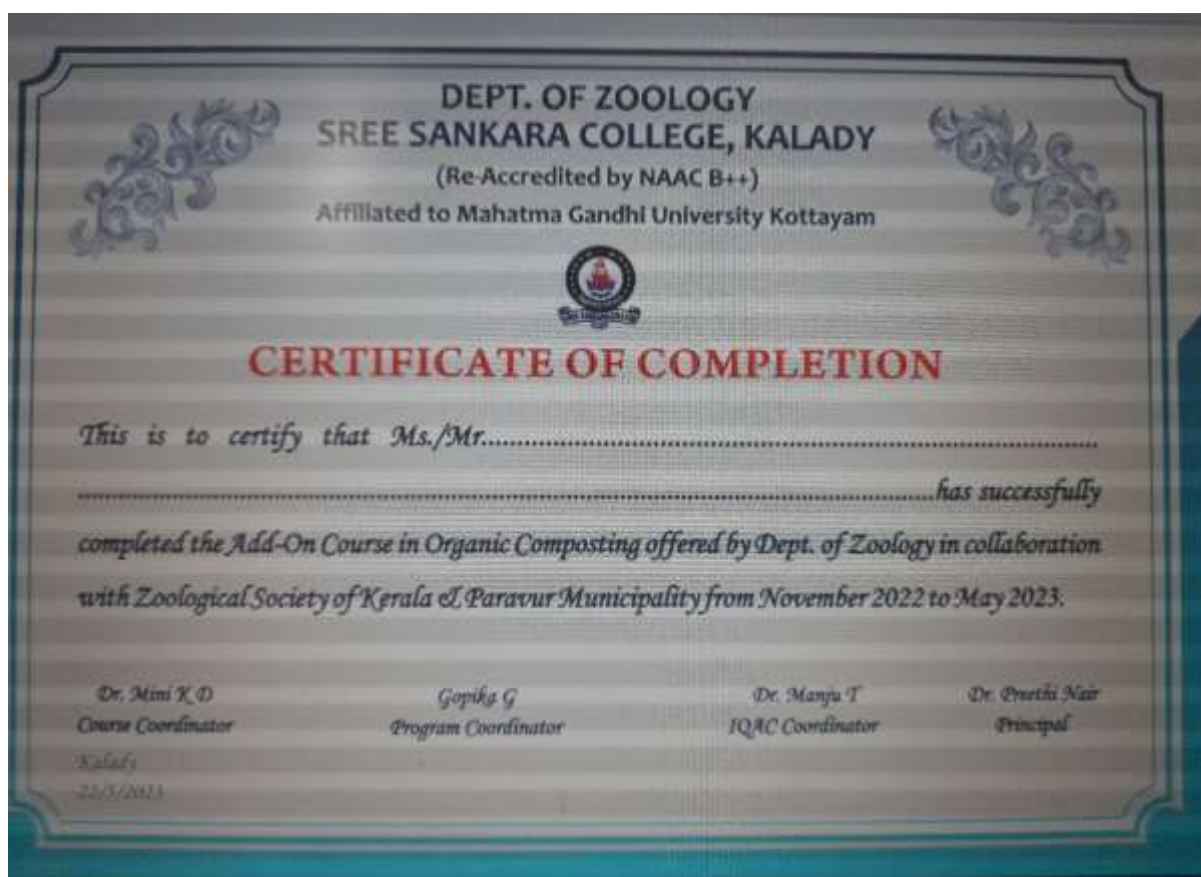 DEPT. OF ZOOLOGY
SREE SANKARA COLLEGE, KALADY
(Re-Accredited by NAAC B++)
Affiliated to Mahatma Gandhi University Kottayam
CERTIFICATE OF COMPLETION
This is to certify that Ms./Mr..........................................................................................
..........................................................................................has successfully
completed the Add-On Course in Organic Composting offered by Dept. of Zoology in collaboration
with Zoological Society of Kerala & Paravur Municipality from November 2022 to May 2023.
Dr. Mini K D Gopika G Dr. Manju T Dr. Preethi Nair
Course Coordinator Program Coordinator IQAC Coordinator Principal
Kalady
22/5/2023